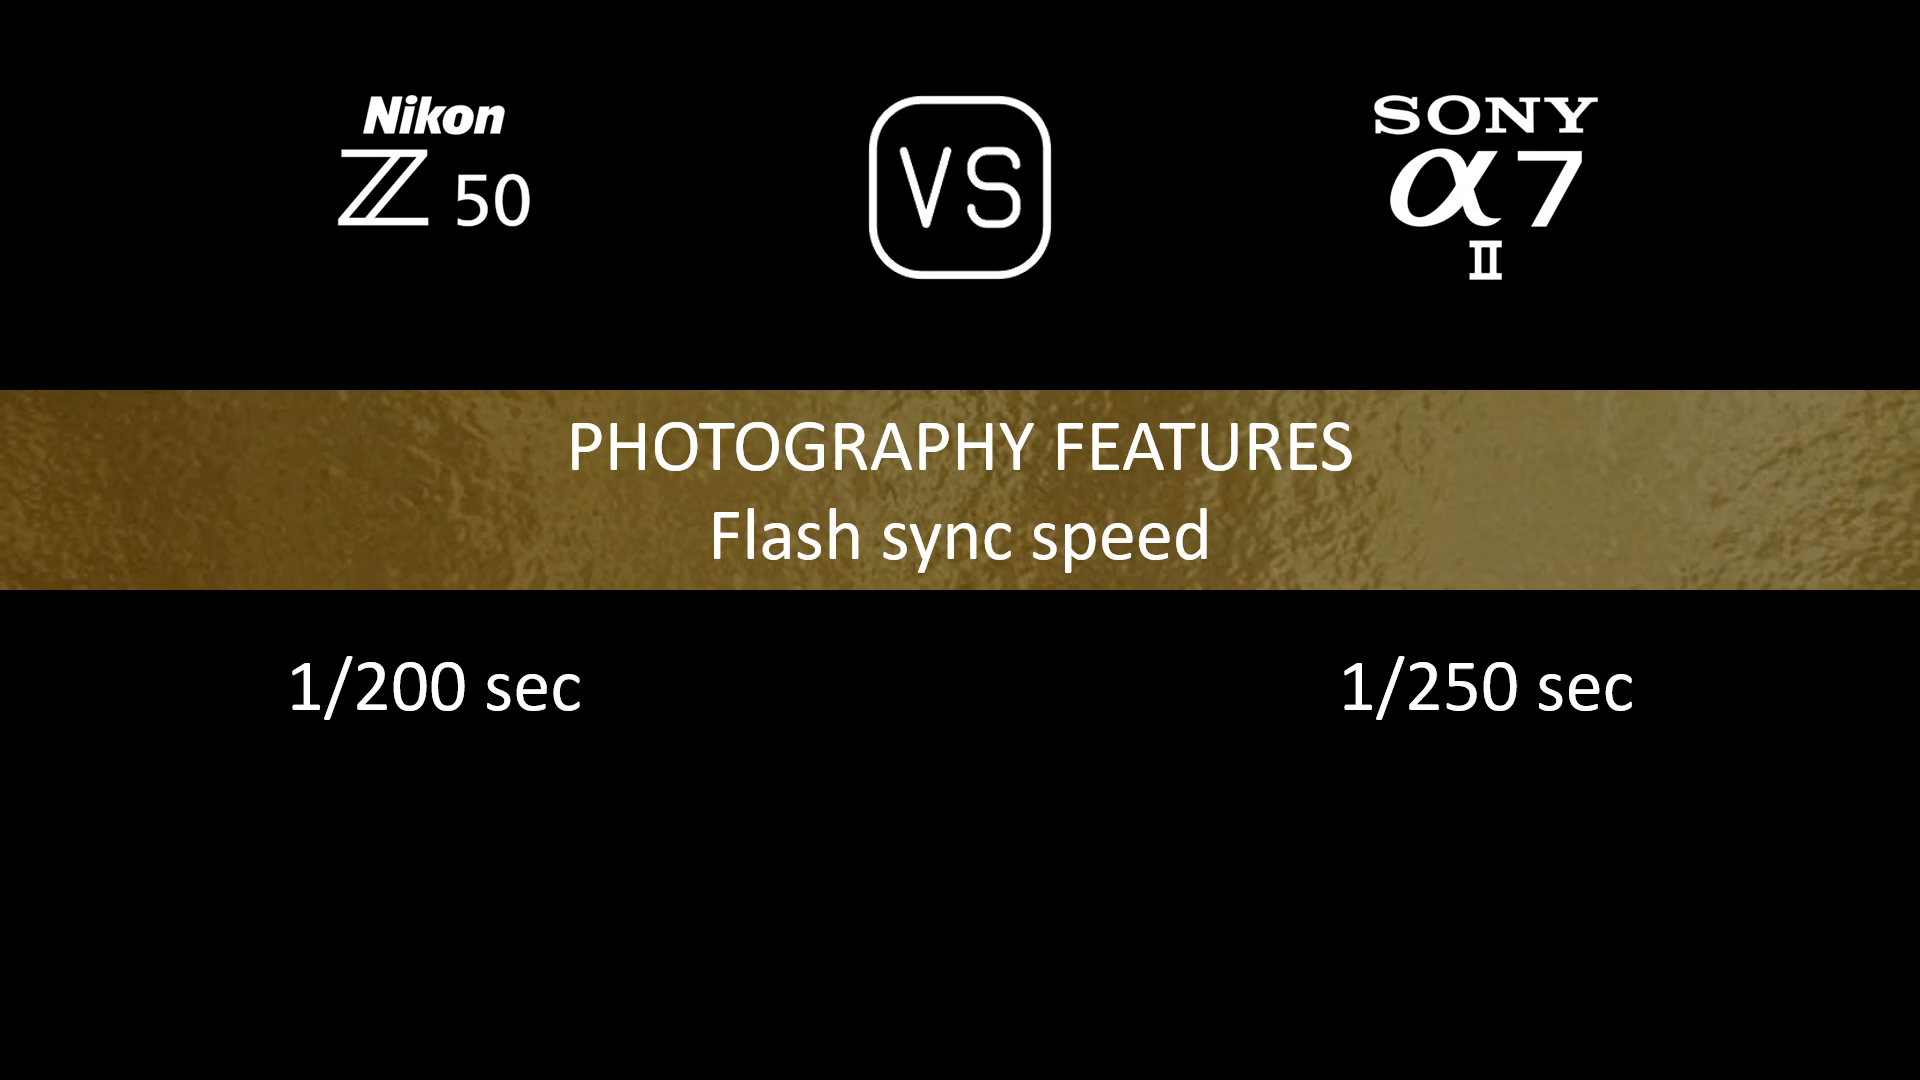 Nikon
Z 50
VS
SONY
α7
II
PHOTOGRAPHY FEATURES
Flash sync speed
1/200 sec
1/250 sec